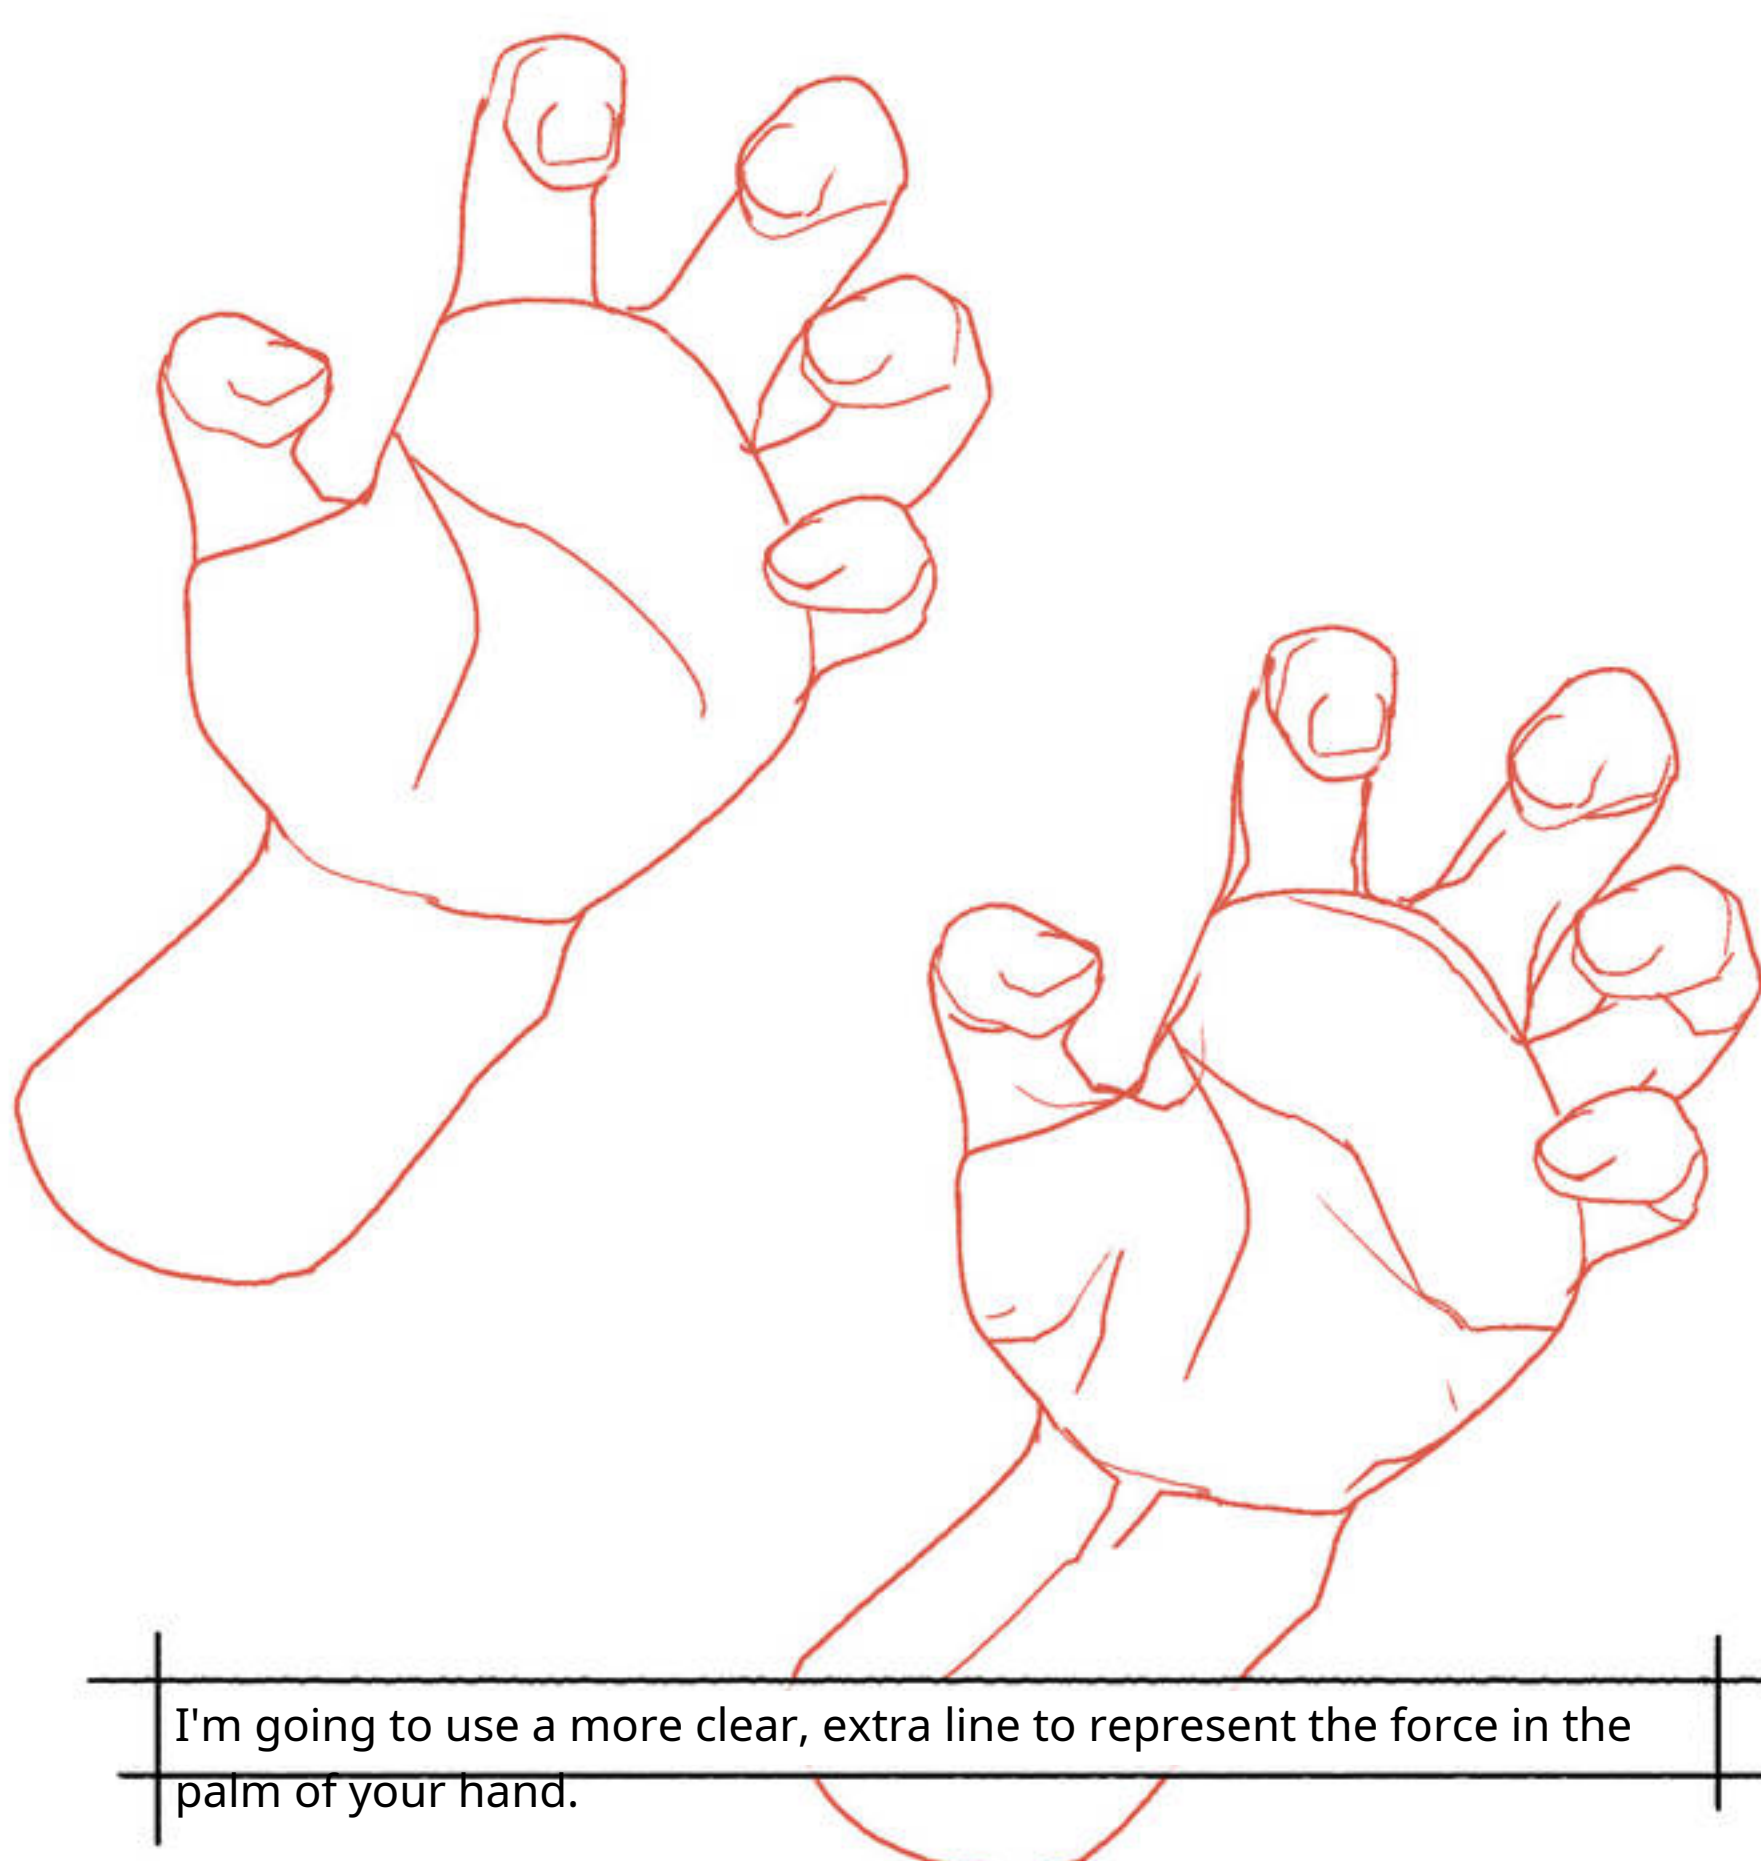 I'm going to use a more clear, extra line to represent the force in the
palm of your hand.